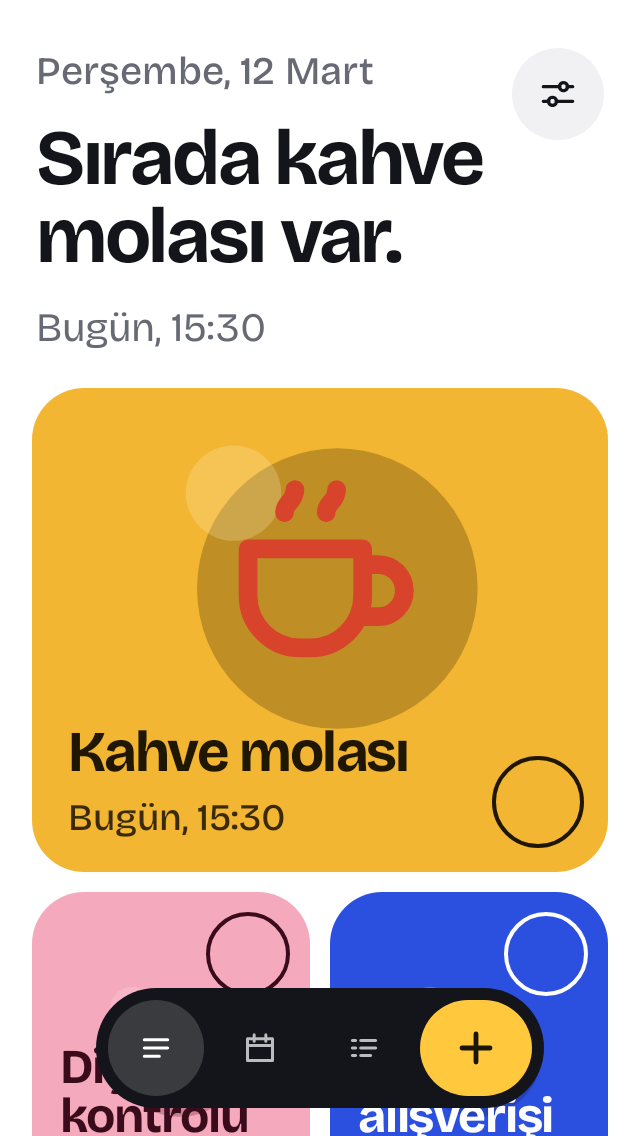 Perşembe, 12 Mart
Sırada kahve
molası var.
Bugün, 15:30
Kahve molası
Bugün, 15:30
kontrolü
alışverişi